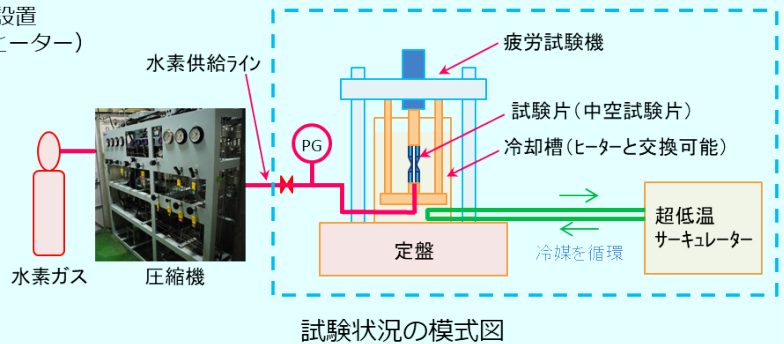 設置
ヒーター）
水素供給ライン
疲労試験機
試験片（中空試験片）
冷却槽（ヒーターと交換可能）
PG
超低温
サーキュレーター
定盤
冷媒を循環
水素ガス
圧縮機
試験状況の模式図